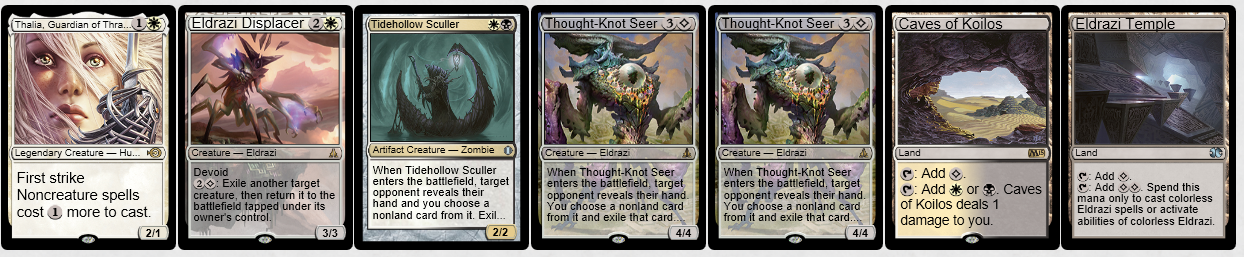 Thalia, Guardian of Thra... 1
Legendary Creature — Hu...
First strike
Noncreature spells
cost 1 more to cast.
2/1
Eldrazi Displacer 2
Creature — Eldrazi
Devoid
2 : Exile another target
creature, then return it to the
battlefield tapped under its
owner's control.
3/3
Tidehollow Sculler
Artifact Creature — Zombie
When Tidehollow Sculler
enters the battlefield, target
opponent reveals their
hand and you choose a
nonland card from it. Exil...
2/2
Thought-Knot Seer 3
Creature — Eldrazi
When Thought-Knot Seer
enters the battlefield, target
opponent reveals their hand.
You choose a nonland card
from it and exile that card....
4/4
Thought-Knot Seer 3
Creature — Eldrazi
When Thought-Knot Seer
enters the battlefield, target
opponent reveals their hand.
You choose a nonland card
from it and exile that card....
4/4
Caves of Koilos
Land
M15
: Add .
: Add or . Caves
of Koilos deals 1
damage to you.
Eldrazi Temple
Land
: Add .
: Add . Spend this
mana only to cast colorless
Eldrazi spells or activate
abilities of colorless Eldrazi.